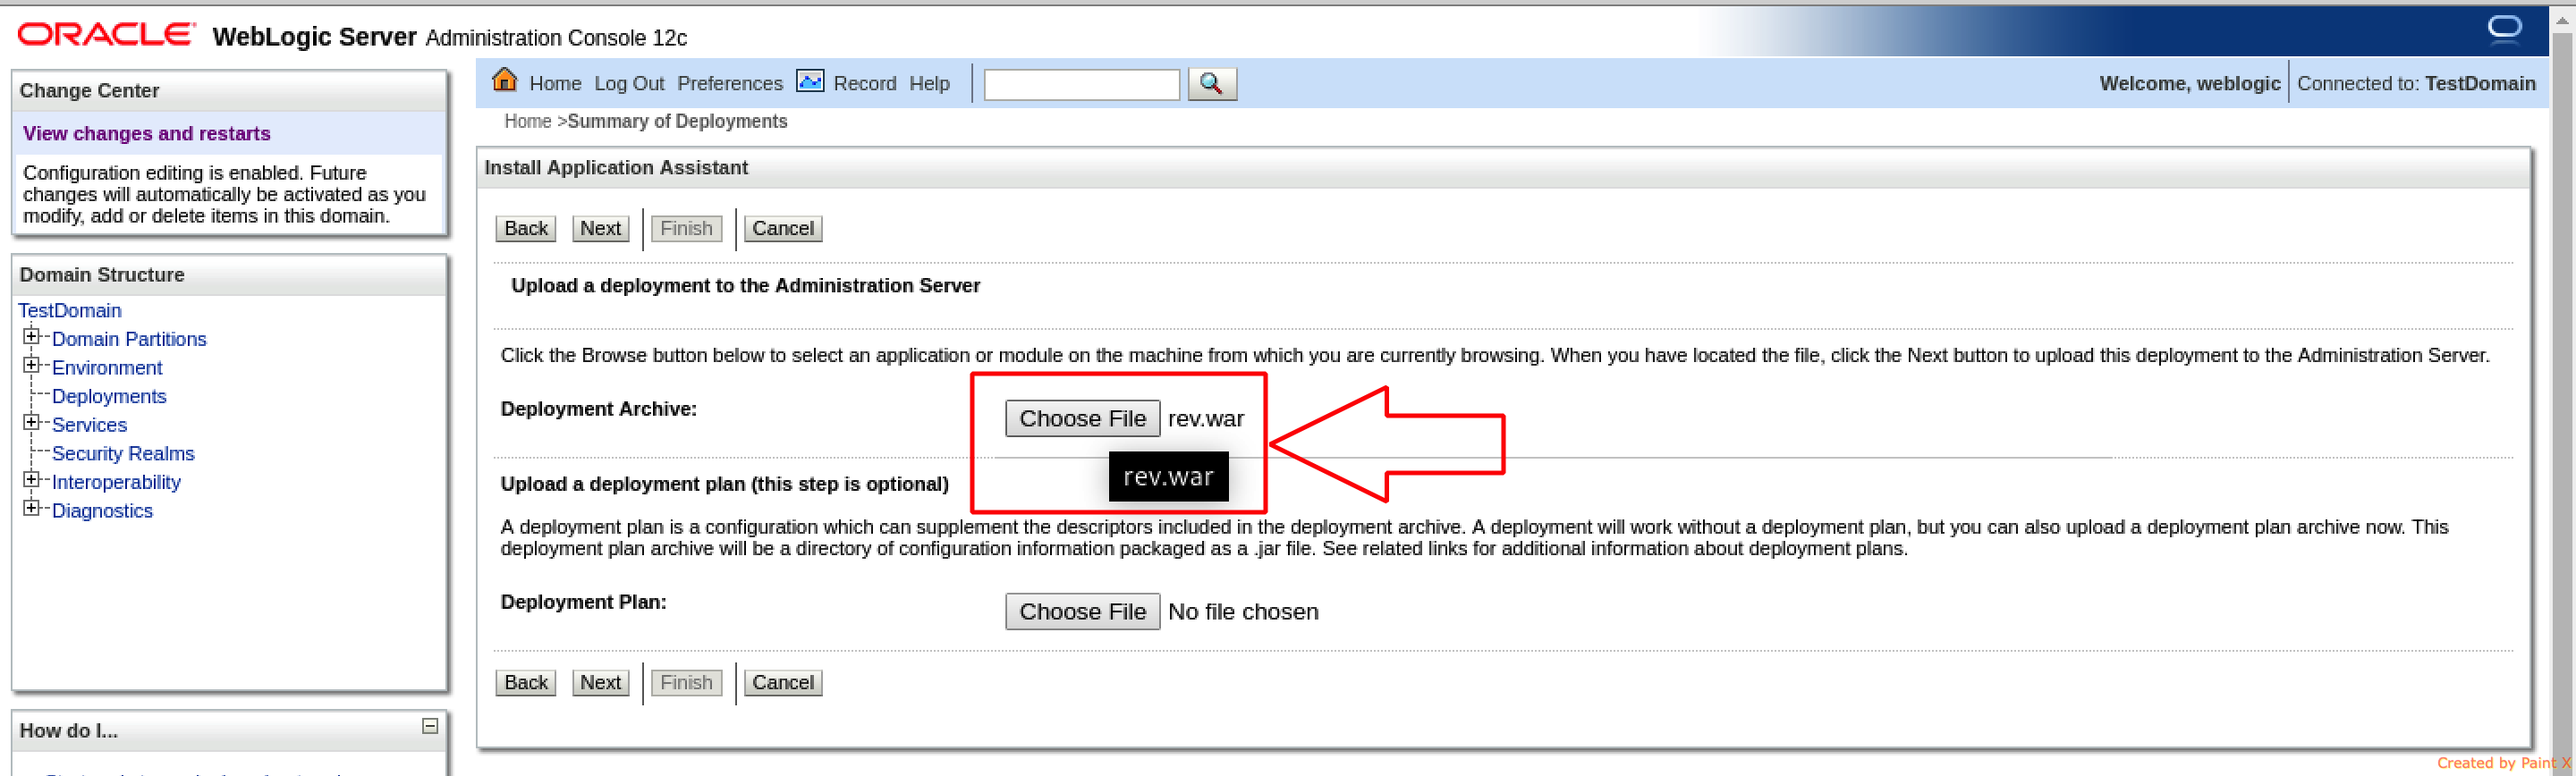 ORACLE WebLogic Server Administration Console 12c
Change Center
View changes and restarts
Configuration editing is enabled. Future
changes will automatically be activated as you
modify, add or delete items in this domain.
Domain Structure
TestDomain
Domain Partitions
Environment
Deployments
Services
Security Realms
Interoperability
Diagnostics
How do I...
Home Log Out Preferences Record Help
Welcome, weblogic Connected to: TestDomain
Home >Summary of Deployments
Install Application Assistant
Back Next Finish Cancel
Upload a deployment to the Administration Server
Click the Browse button below to select an application or module on the machine from which you are currently browsing. When you have located the file, click the Next button to upload this deployment to the Administration Server.
Deployment Archive: Choose File rev.war
rev.war
Upload a deployment plan (this step is optional)
A deployment plan is a configuration which can supplement the descriptors included in the deployment archive. A deployment will work without a deployment plan, but you can also upload a deployment plan archive now. This
deployment plan archive will be a directory of configuration information packaged as a .jar file. See related links for additional information about deployment plans.
Deployment Plan: Choose File No file chosen
Back Next Finish Cancel
Created by Paint X